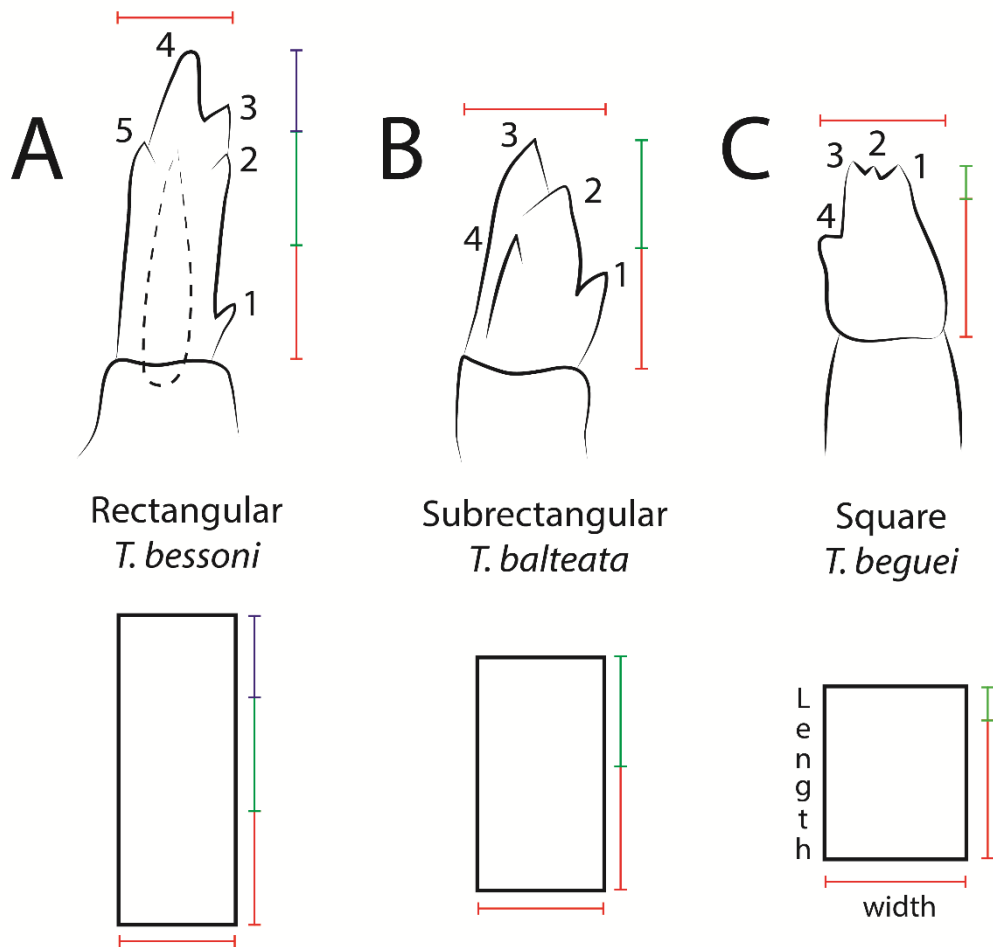 A
4
5
3
2
1
B
3
2
4
1
C
3
2
1
4
Rectangular
T. bessoni
Subrectangular
T. balteata
Square
T. beguei
Length
width